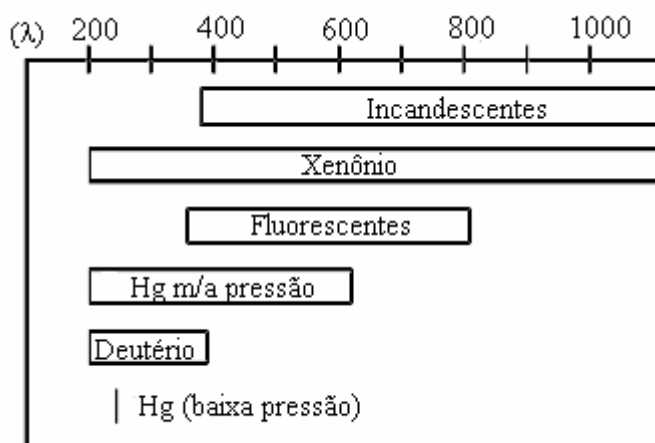 (λ) 200 400 600 800 1000
Incandescentes
Xenônio
Fluorescentes
Hg m/a pressão
Deutério
Hg (baixa pressão)